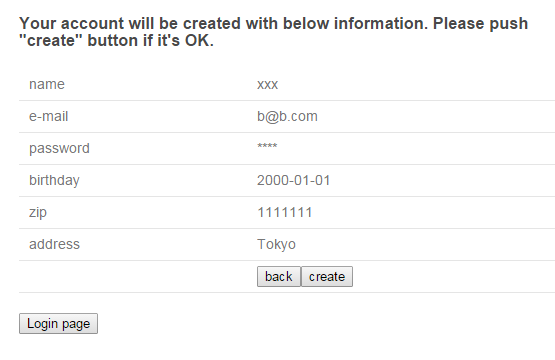 Your account will be created with below information. Please push
"create" button if it's OK.
name xxx
e-mail b@b.com
password ****
birthday 2000-01-01
zip 1111111
address Tokyo
back create
Login page